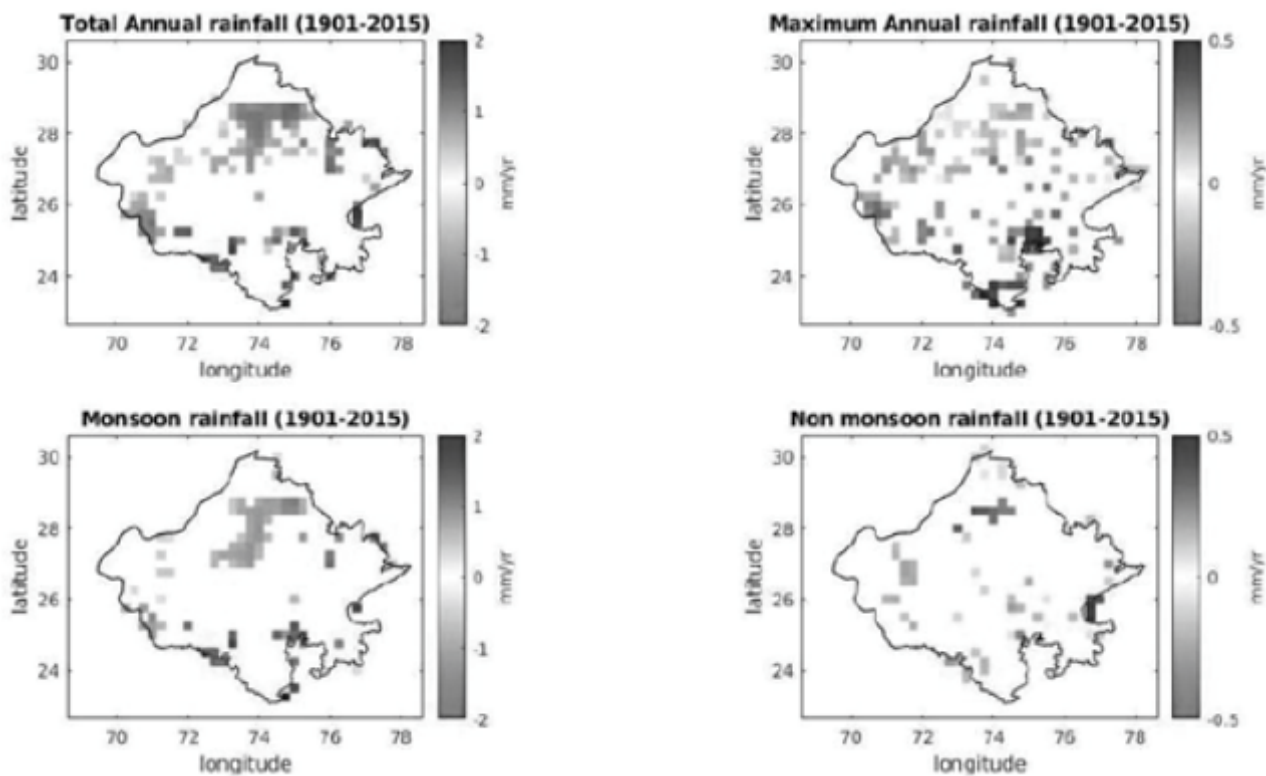 Total Annual rainfall (1901-2015)
2
1
0
-1
-2
mm/yr
30
28
26
24
latitude
70 72 74 76 78
longitude
Maximum Annual rainfall (1901-2015)
0.5
0
-0.5
mm/yr
30
28
26
24
latitude
70 72 74 76 78
longitude
Monsoon rainfall (1901-2015)
2
1
0
-1
-2
mm/yr
30
28
26
24
latitude
70 72 74 76 78
longitude
Non monsoon rainfall (1901-2015)
0.5
0
-0.5
mm/yr
30
28
26
24
latitude
70 72 74 76 78
longitude